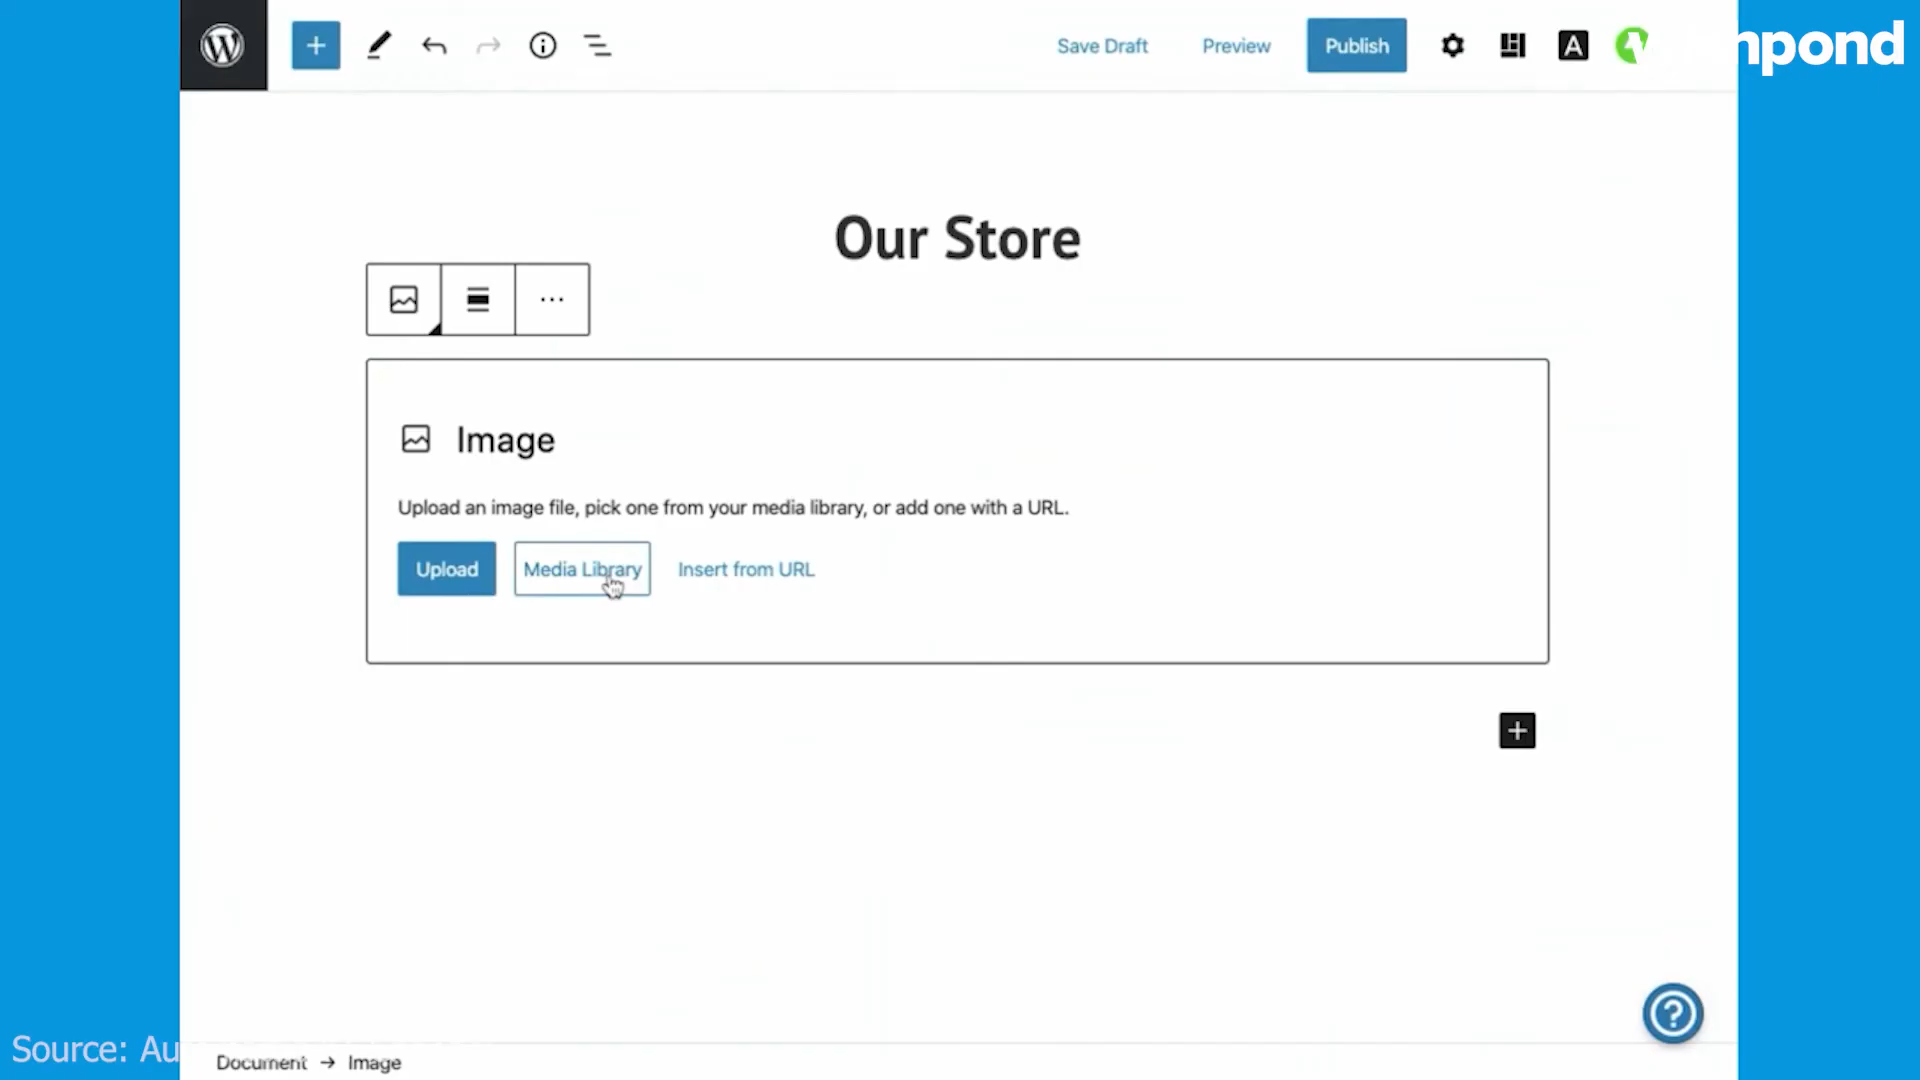 Save Draft
Preview
Publish
A
npond
Our Store
Image
Upload an image file, pick one from your media library, or add one with a URL.
Upload
Media Library
Insert from URL
Source: Au
Document → Image